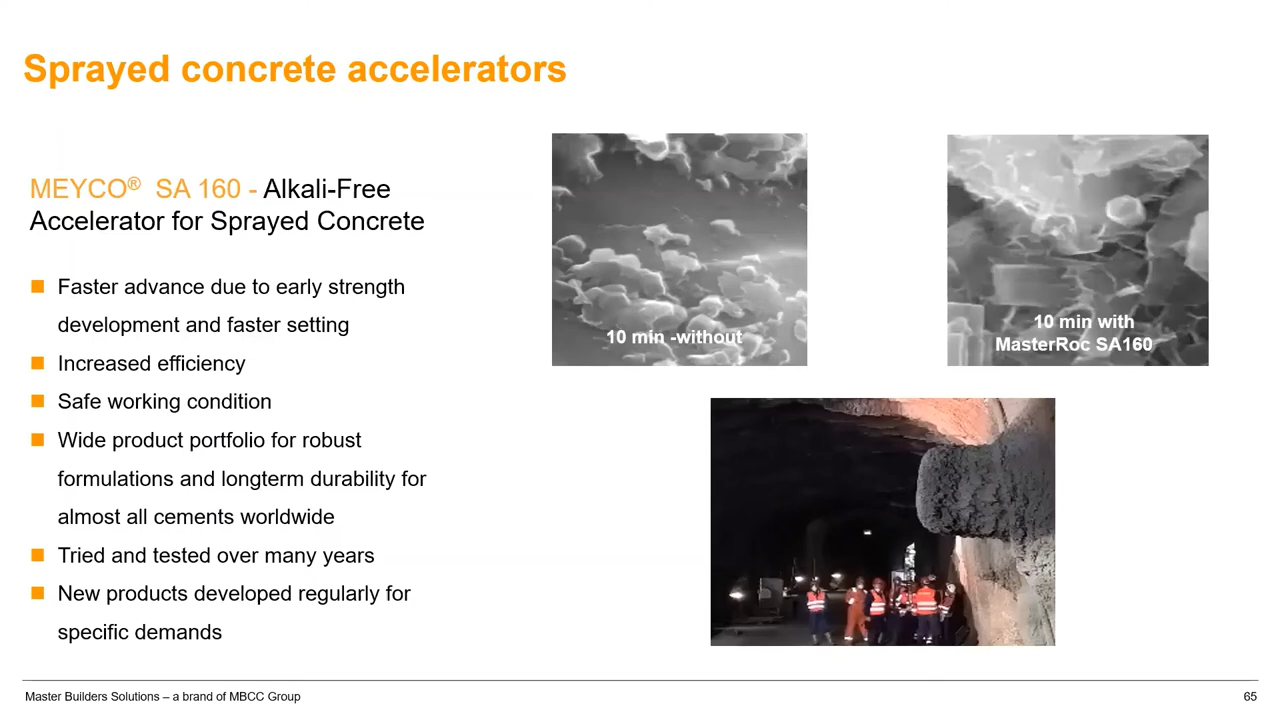 Sprayed concrete accelerators
MEYCO® SA 160 - Alkali-Free
Accelerator for Sprayed Concrete
Faster advance due to early strength
development and faster setting
Increased efficiency
Safe working condition
Wide product portfolio for robust
formulations and longterm durability for
almost all cements worldwide
Tried and tested over many years
New products developed regularly for
specific demands
10 min -without
10 min with
MasterRoc SA160
Master Builders Solutions – a brand of MBCC Group
65